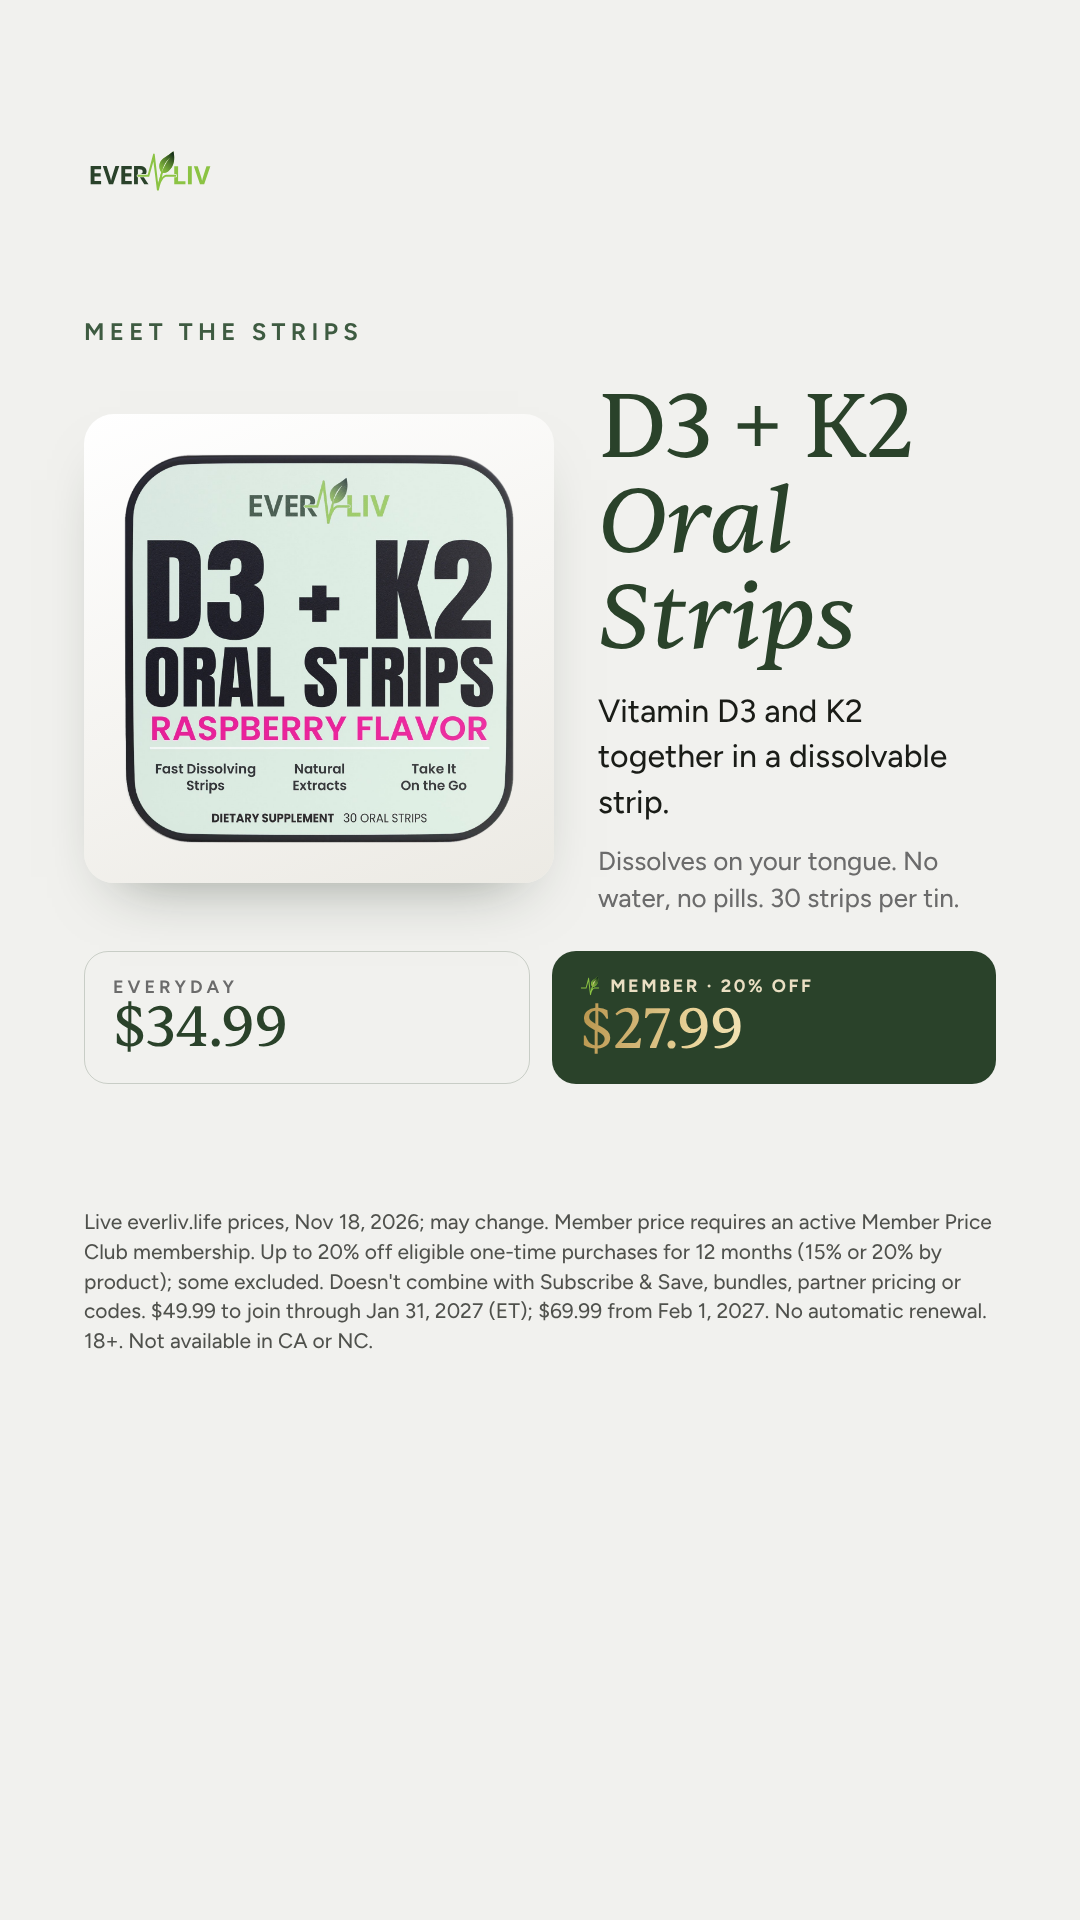 EVERLIV
MEET THE STRIPS
EVERLIV
D3 + K2
ORAL STRIPS
RASPBERRY FLAVOR
Fast Dissolving
Strips
Natural
Extracts
Take It
On the Go
DIETARY SUPPLEMENT 30 ORAL STRIPS
D3 + K2
Oral
Strips
Vitamin D3 and K2
together in a dissolvable
strip.
Dissolves on your tongue. No
water, no pills. 30 strips per tin.
EVERYDAY
$34.99
MEMBER · 20% OFF
$27.99
Live everliv.life prices, Nov 18, 2026; may change. Member price requires an active Member Price
Club membership. Up to 20% off eligible one-time purchases for 12 months (15% or 20% by
product); some excluded. Doesn't combine with Subscribe & Save, bundles, partner pricing or
codes. $49.99 to join through Jan 31, 2027 (ET); $69.99 from Feb 1, 2027. No automatic renewal.
18+. Not available in CA or NC.